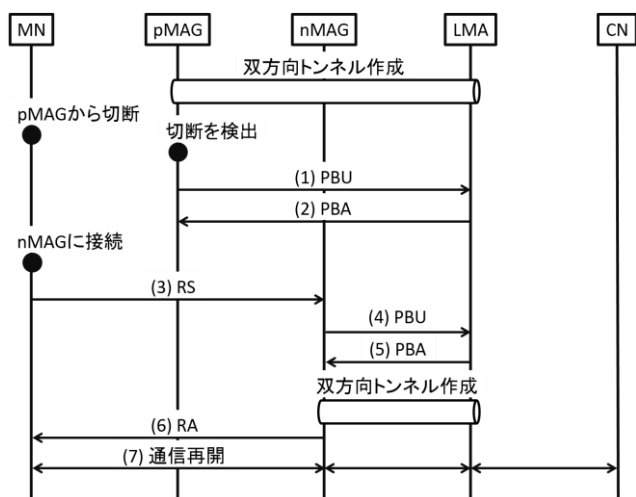 MN
pMAG
nMAG
LMA
CN
双方向トンネル作成
pMAGから切断
切断を検出
(1) PBU
(2) PBA
nMAGに接続
(3) RS
(4) PBU
(5) PBA
双方向トンネル作成
(6) RA
(7) 通信再開